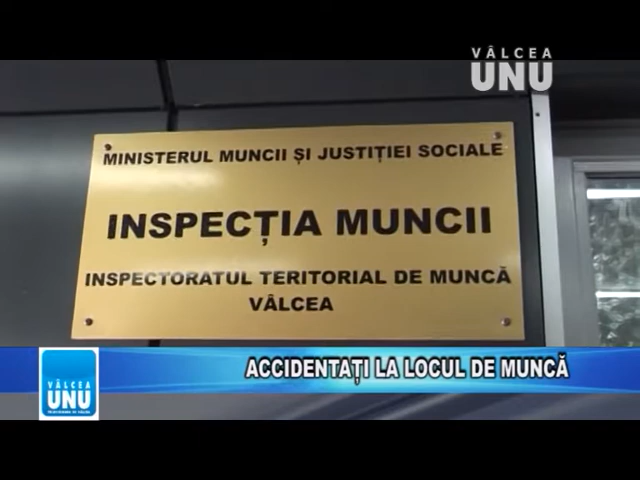 VÂLCEA
UNU
MINISTERUL MUNCII ȘI JUSTIȚIEI SOCIALE
INSPECȚIA MUNCII
INSPECTORATUL TERITORIAL DE MUNCĂ
VÂLCEA
ACCIDENTAȚI LA LOCUL DE MUNCĂ
VÂLCEA
UNU